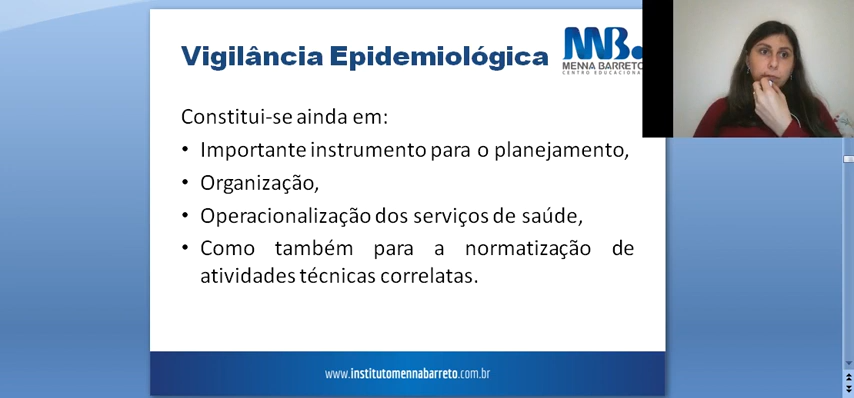 Vigilância Epidemiológica
MB.
MENNA BARRETO
CENTRO EDUCACIONAL
Constitui-se ainda em:
• Importante instrumento para o planejamento,
• Organização,
• Operacionalização dos serviços de saúde,
• Como também para a normatização de
atividades técnicas correlatas.
www.institutomennabarreto.com.br